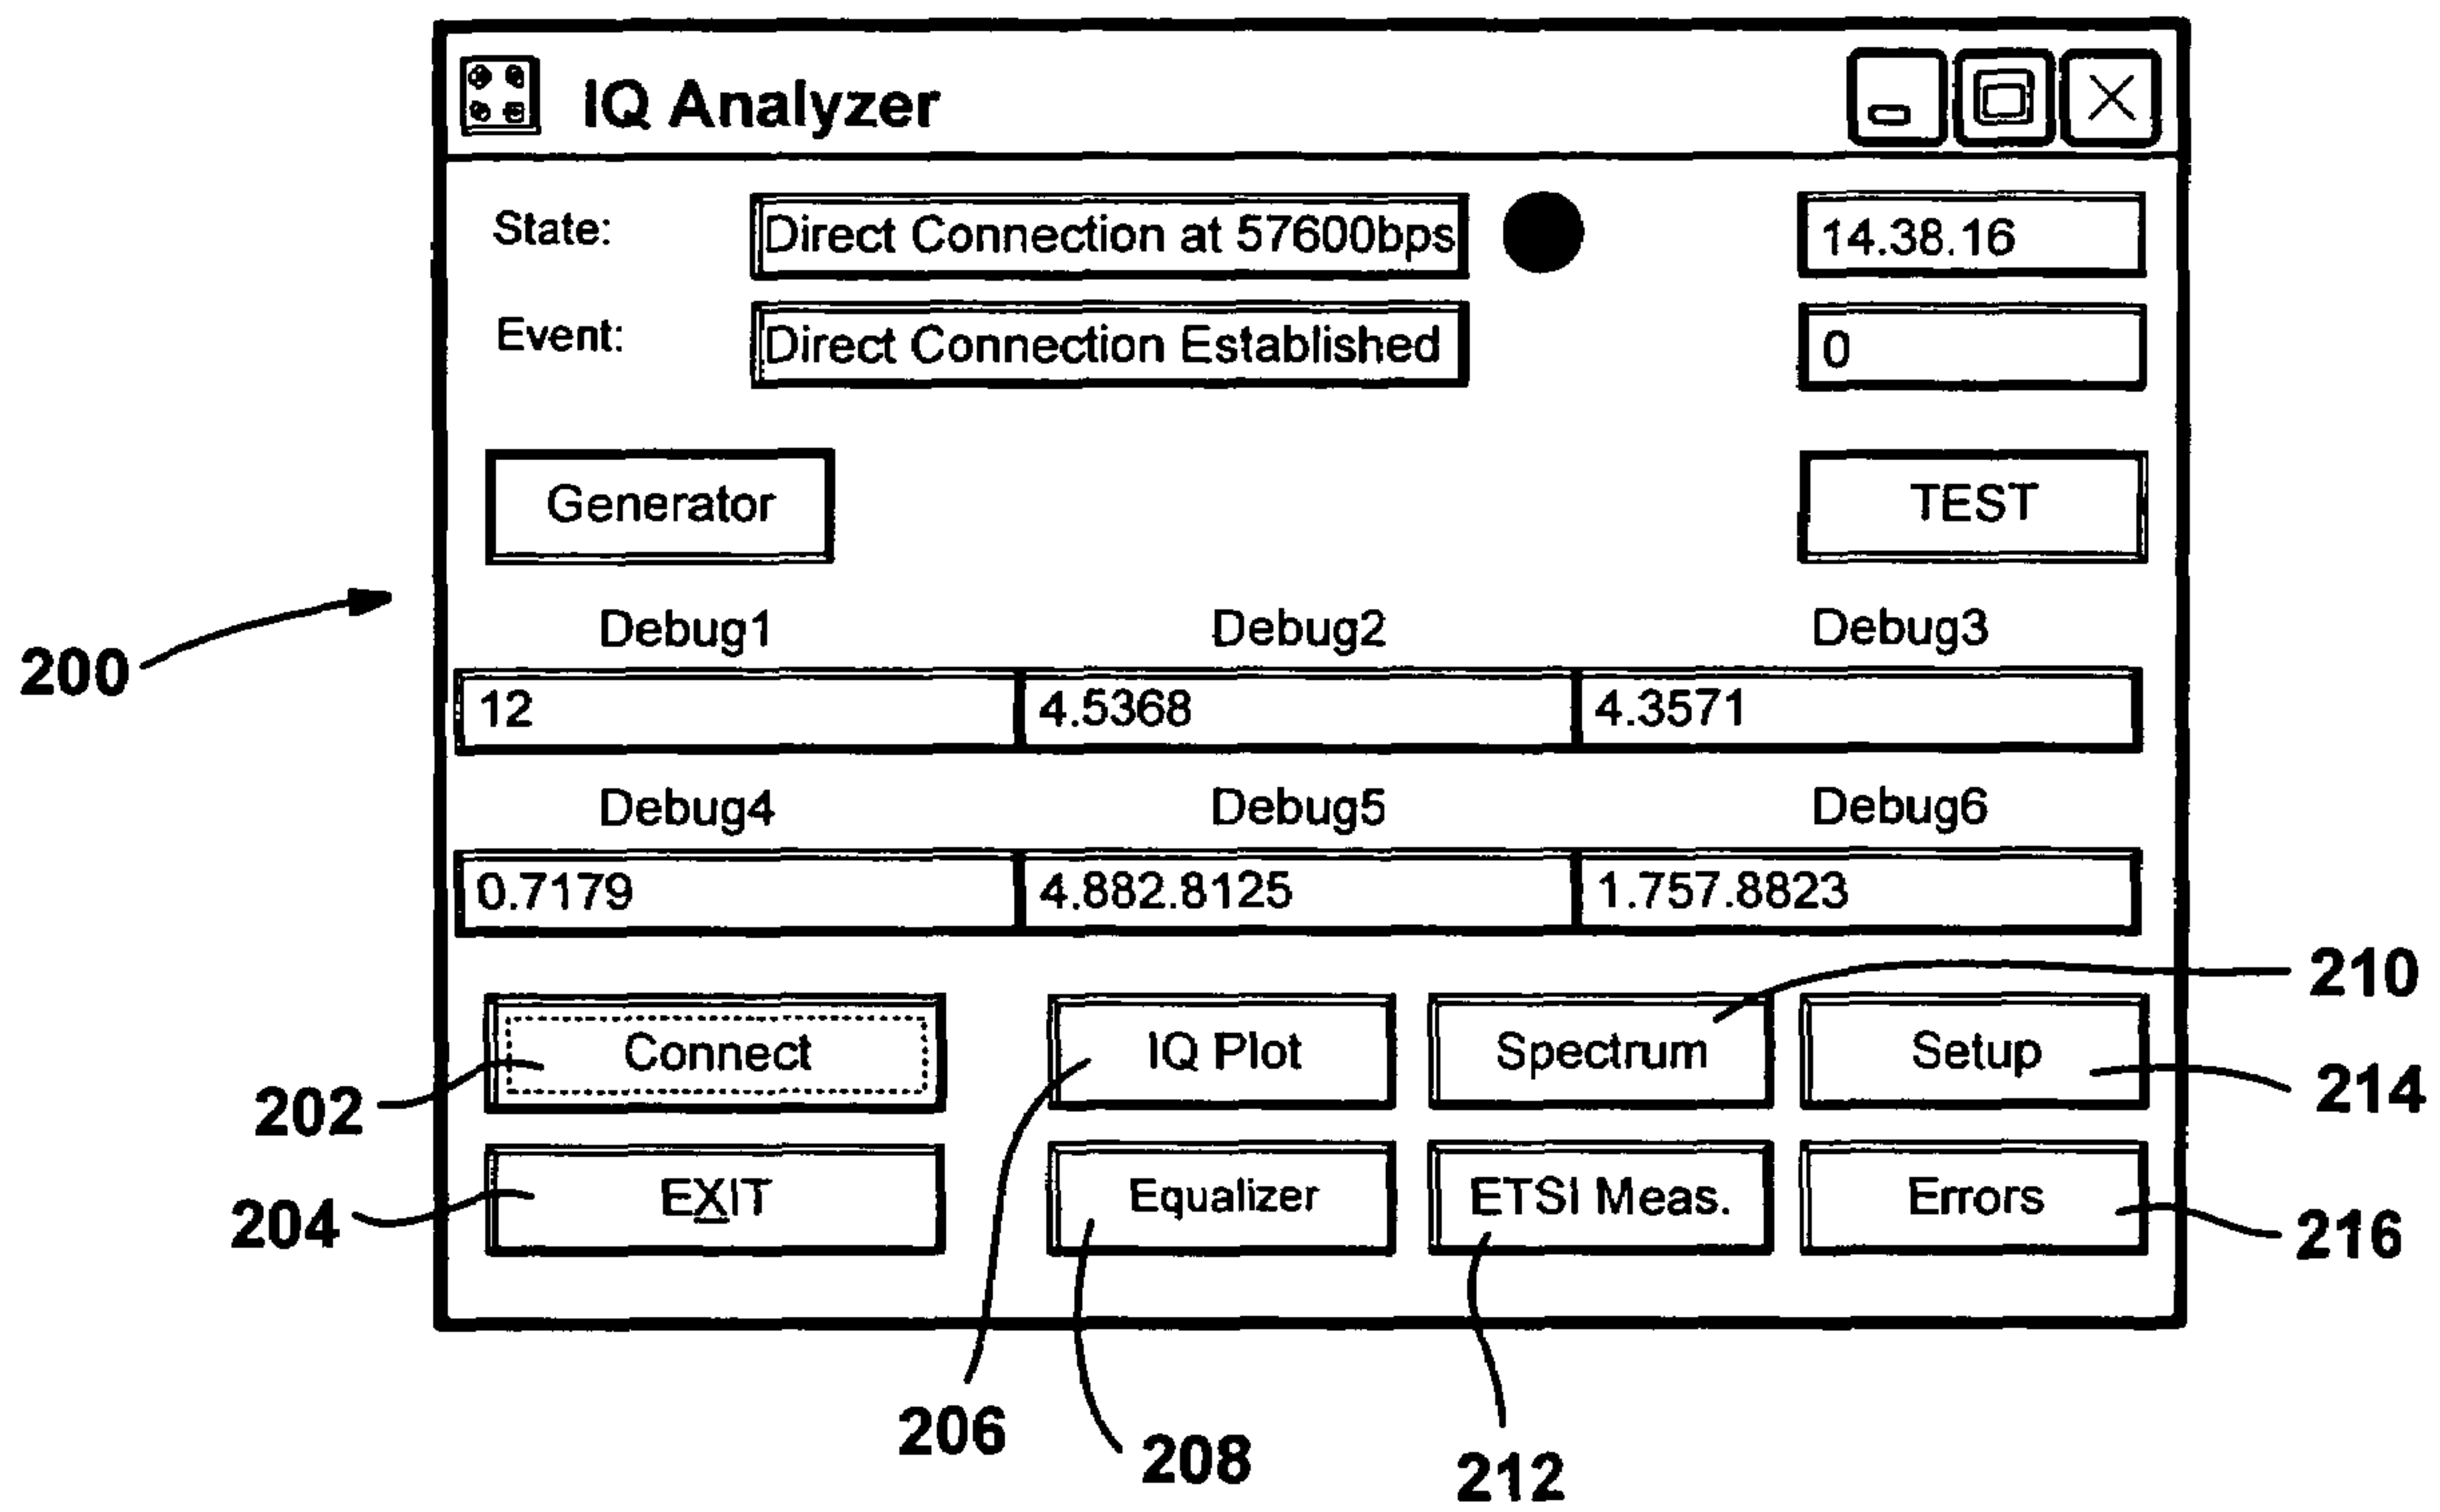 IQ Analyzer
State: Direct Connection at 57600bps 14.38.16
Event: Direct Connection Established 0
Generator TEST
200
Debug1 Debug2 Debug3
12 4.5368 4.3571
Debug4 Debug5 Debug6
0.7179 4.882.8125 1.757.8823
210
Connect IQ Plot Spectrum Setup
202 214
EXIT Equalizer ETSI Meas. Errors
204 216
206 208 212